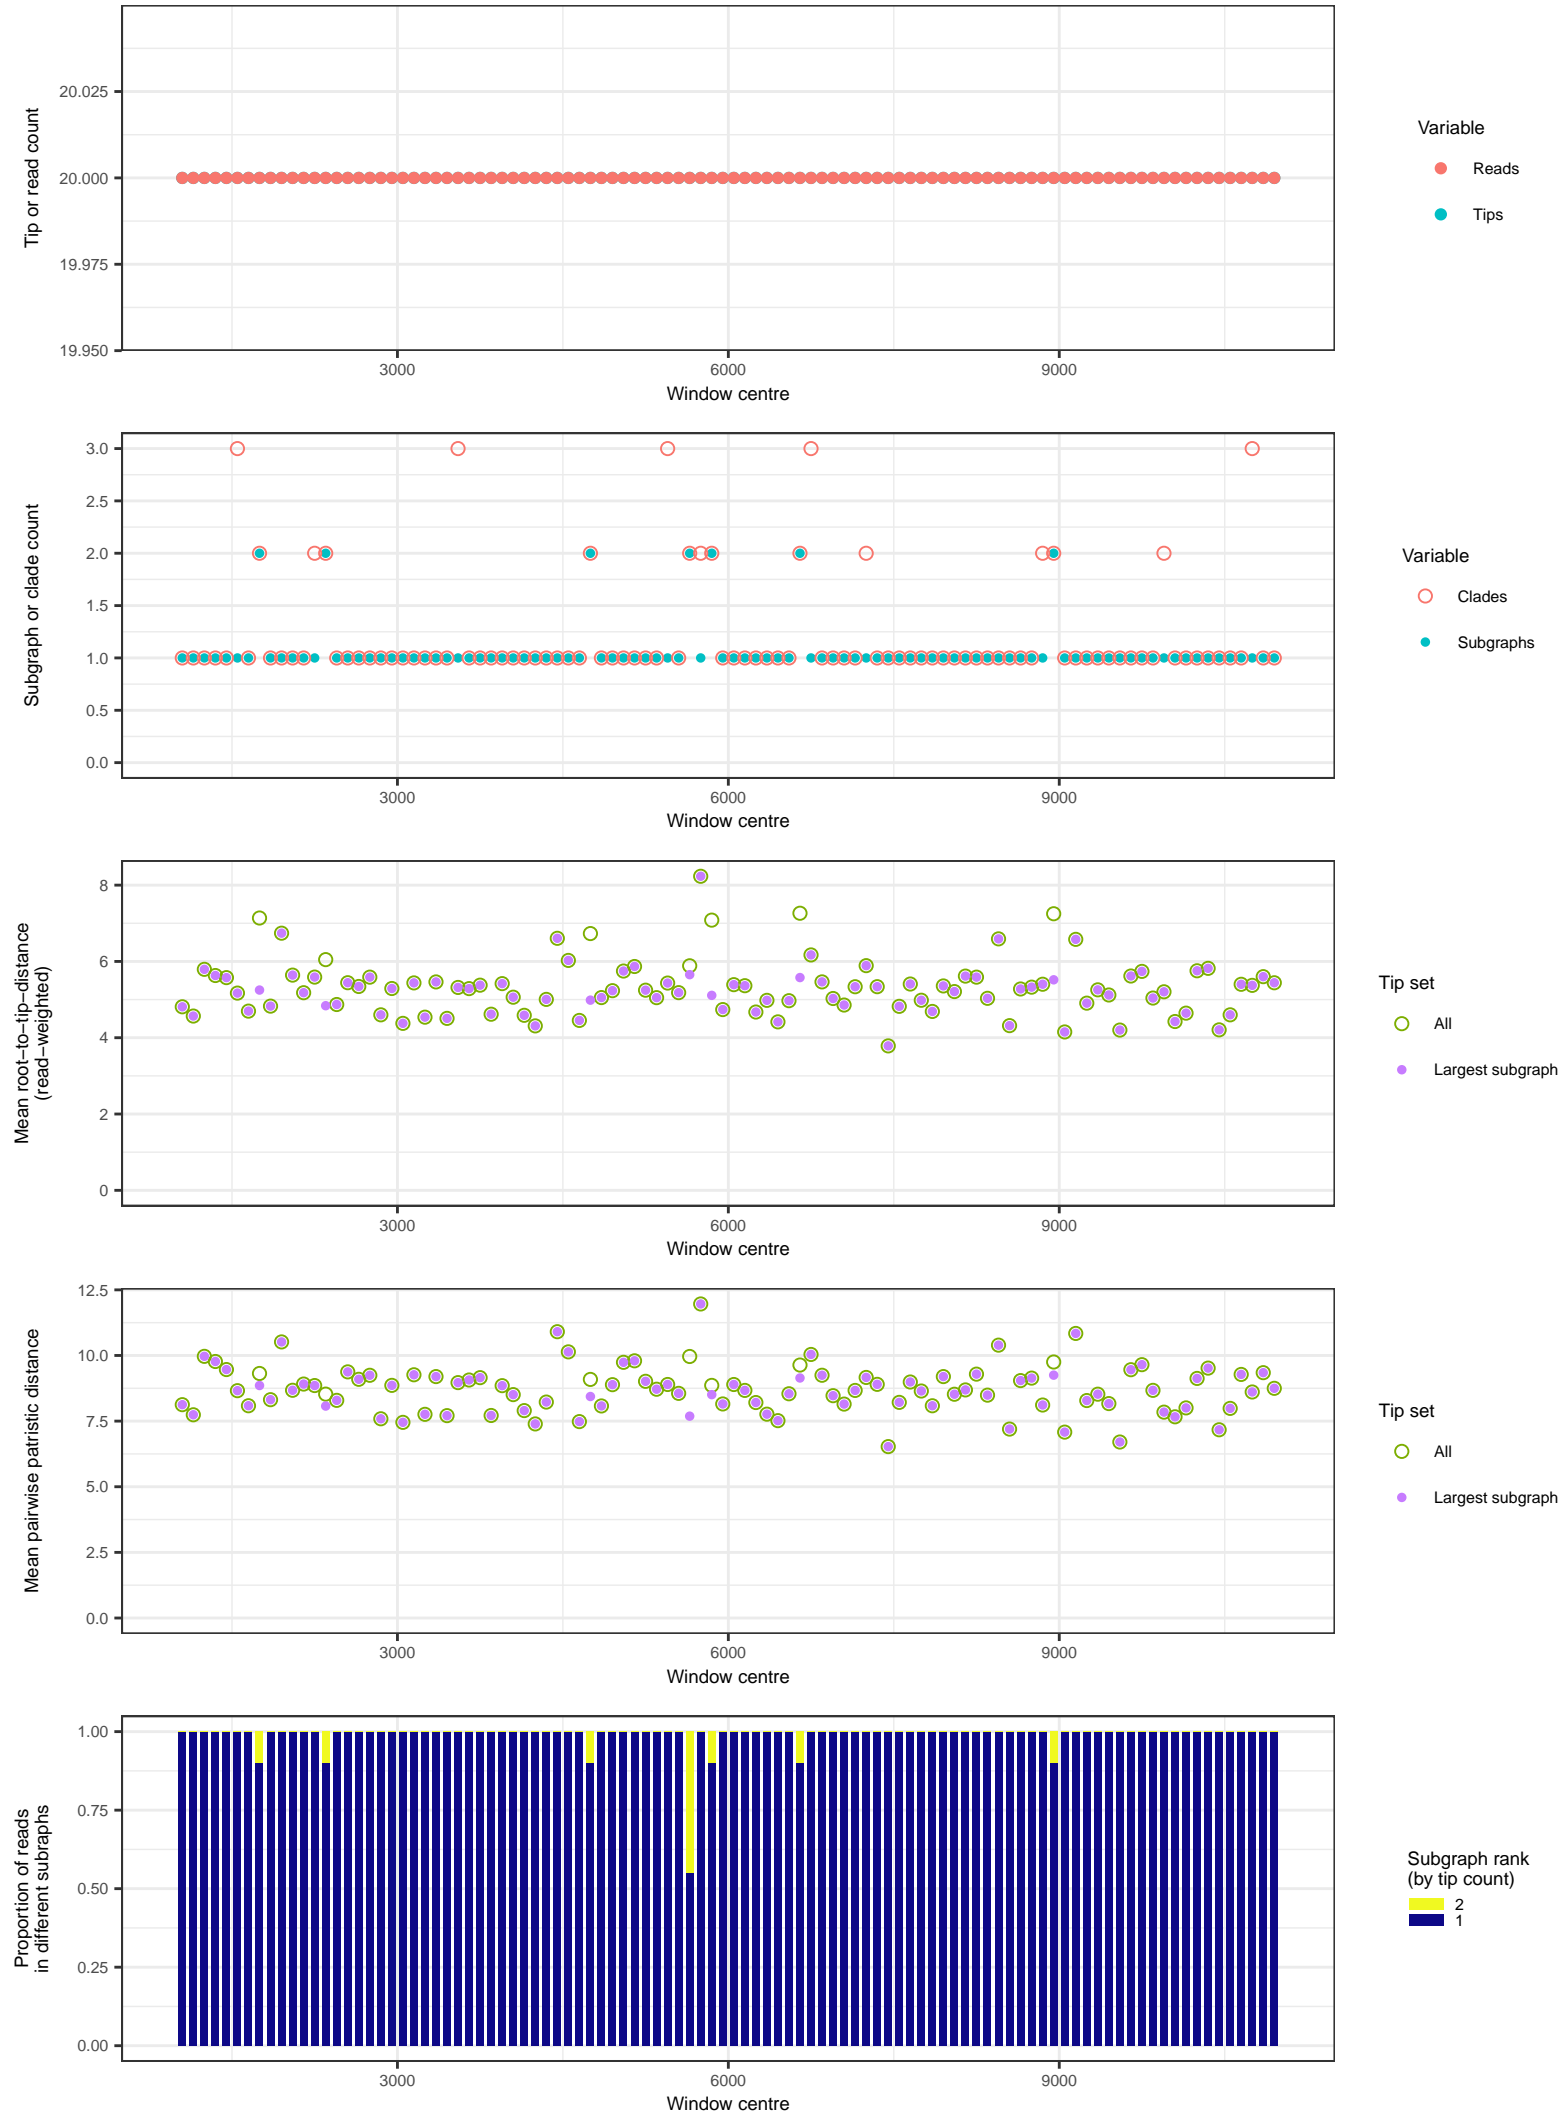 Tip or read count
20.025
20.000
19.975
19.950
3000 6000 9000
Window centre
Variable
Reads
Tips
Subgraph or clade count
3.0
2.5
2.0
1.5
1.0
0.5
0.0
3000 6000 9000
Window centre
Variable
Clades
Subgraphs
Mean root−to−tip−distance
(read−weighted)
8
6
4
2
0
3000 6000 9000
Window centre
Tip set
All
Largest subgraph
Mean pairwise patristic distance
12.5
10.0
7.5
5.0
2.5
0.0
3000 6000 9000
Window centre
Tip set
All
Largest subgraph
Proportion of reads
in different subraphs
1.00
0.75
0.50
0.25
0.00
3000 6000 9000
Window centre
Subgraph rank
(by tip count)
2
1